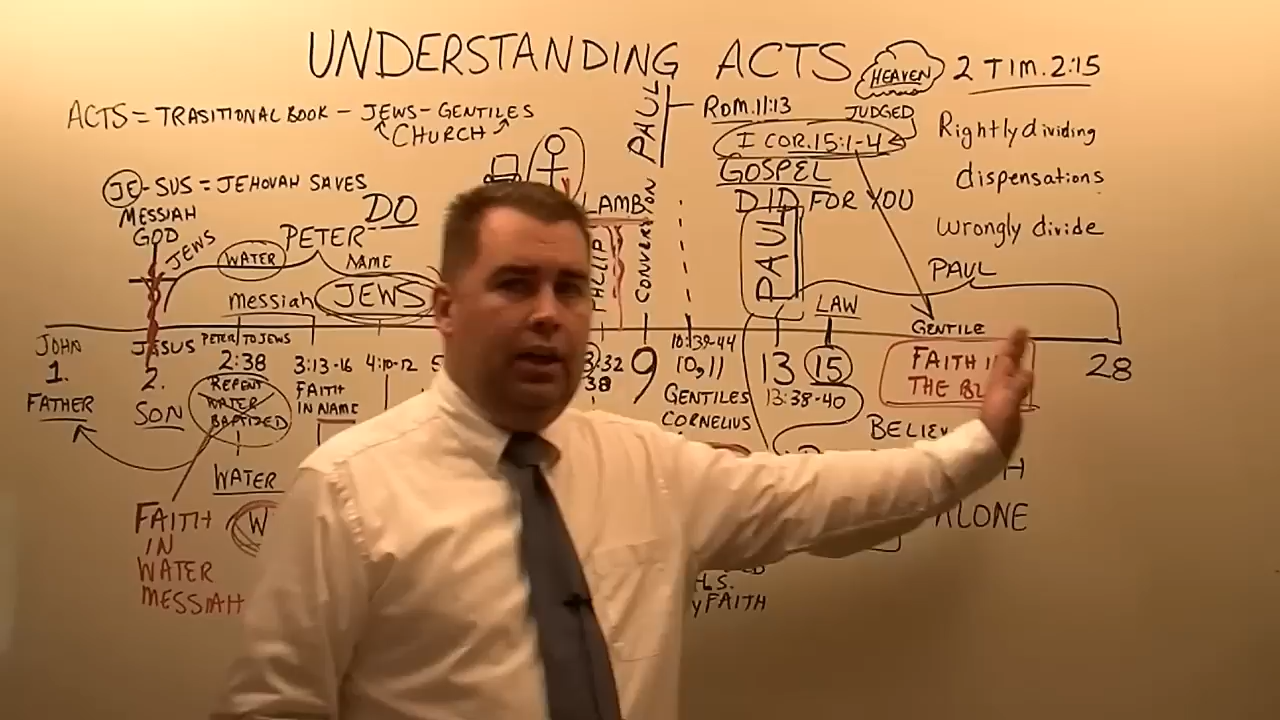 UNDERSTANDING ACTS
HEAVEN
2 TIM. 2:15
ACTS = TRASITIONAL BOOK - JEWS - GENTILES
CHURCH
JE-SUS = JEHOVAH SAVES
MESSIAH
GOD
JEWS
DO
PETER
WATER
NAME
messiah
JEWS
LAMB
CONVERSION PAUL
Rom. 11:13
JUDGED
I COR. 15:1-4
GOSPEL
DID FOR YOU
PAUL
Rightly dividing
dispensations
wrongly divide
PAUL
LAW
GENTILE
JOHN
1.
FATHER
JESUS
2.
SON
PETER TO JEWS
2:38
REPENT
WATER
BAPTIZED
WATER
W
3:13-16
FAITH
IN NAME
4:10-12
38
9
10:39-44
10,11
GENTILES
CORNELIUS
13
15
13:38-40
FAITH
THE
28
ALONE
FAITH
IN
WATER
MESSIAH
H.S.
FAITH